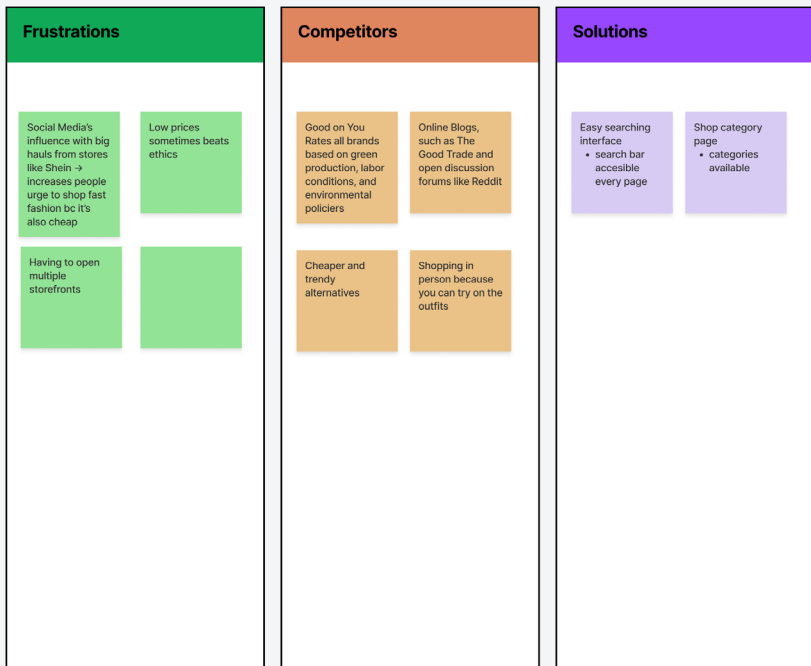 Frustrations
Social Media's
influence with big
hauls from stores
like Shein →
increases people
urge to shop fast
fashion bc it's
also cheap
Low prices
sometimes beats
ethics
Having to open
multiple
storefronts
Competitors
Good on You
Rates all brands
based on green
production, labor
conditions, and
environmental
policiers
Online Blogs,
such as The
Good Trade and
open discussion
forums like Reddit
Cheaper and
trendy
alternatives
Shopping in
person because
you can try on the
outfits
Solutions
Easy searching
interface
• search bar
accesible
every page
Shop category
page
• categories
available